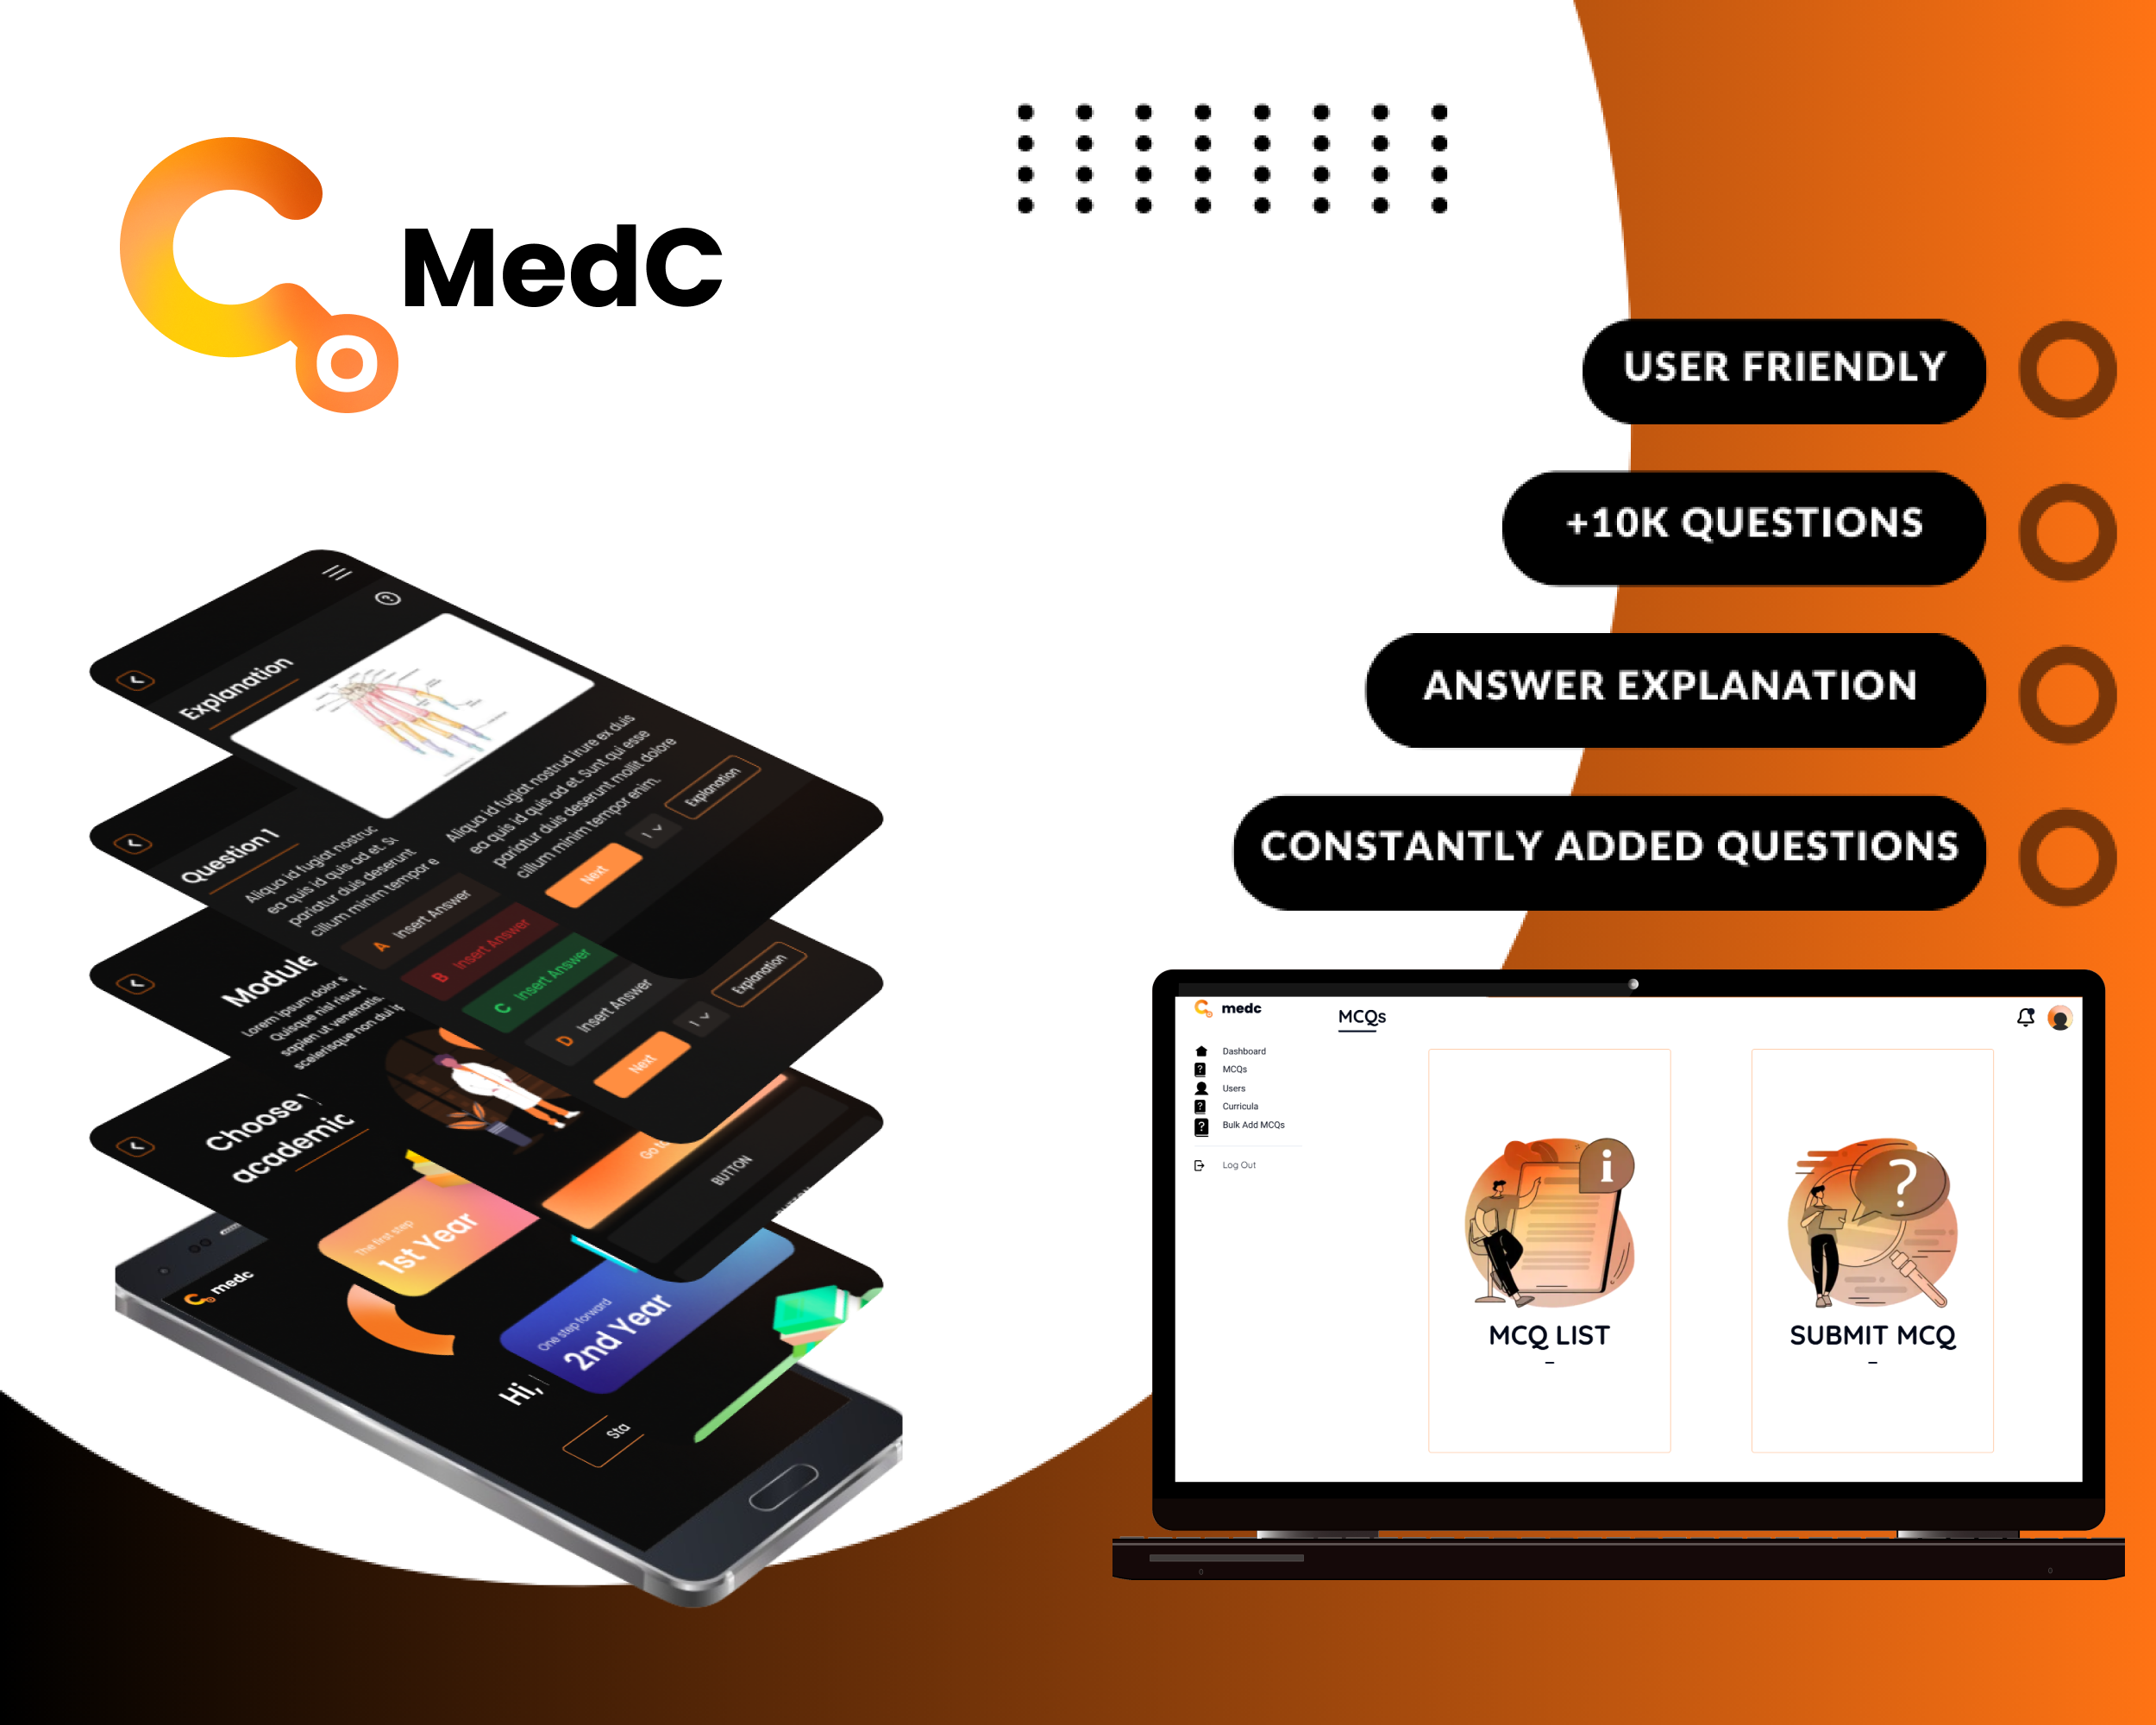 MedC
USER FRIENDLY
+10K QUESTIONS
ANSWER EXPLANATION
CONSTANTLY ADDED QUESTIONS
Explanation
Aliqua id fugiat nostrud irure ex duis
ea quis id quis ad et. Sunt qui esse
pariatur duis deserunt mollit dolore
cillum minim tempor enim.
Next
1
Explanation
Question 1
Aliqua id fugiat nostruc
ea quis id quis ad et. Su
pariatur duis deserunt
cillum minim tempor e
A Insert Answer
B Insert Answer
C Insert Answer
D Insert Answer
Next
1
Explanation
Module
Lorem ipsum dolor s
Quisque nisl risus
sapien ut venenatis.
scelerisque non dui
Go to
BUTTON
Choose
academic
The first step
1st Year
One step forward
2nd Year
medc
Hi,
Sta
medc
MCQs
Dashboard
MCQs
Users
Curricula
Bulk Add MCQs
Log Out
MCQ LIST
SUBMIT MCQ